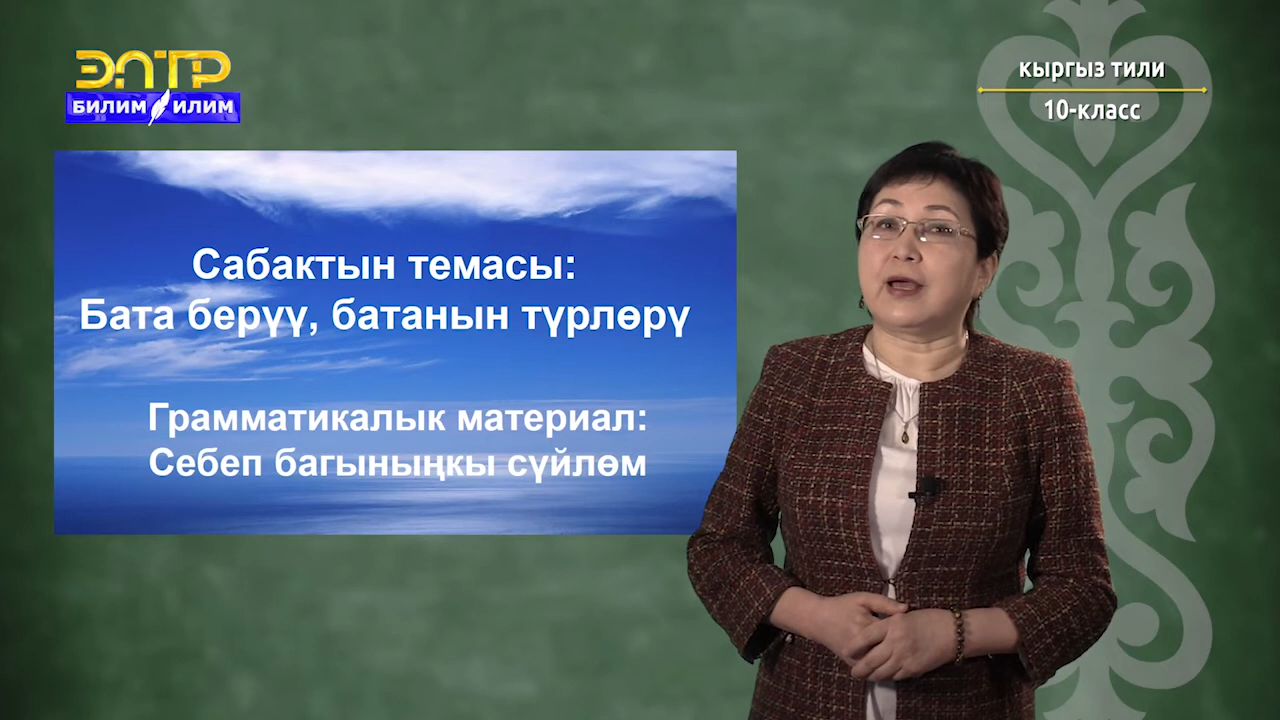 ЭЛТР
БИЛИМ ИЛИМ
кыргыз тили
10-класс
Сабактын темасы:
Бата берүү, батанын түрлөрү
Грамматикалык материал:
Себеп багыныңкы сүйлөм